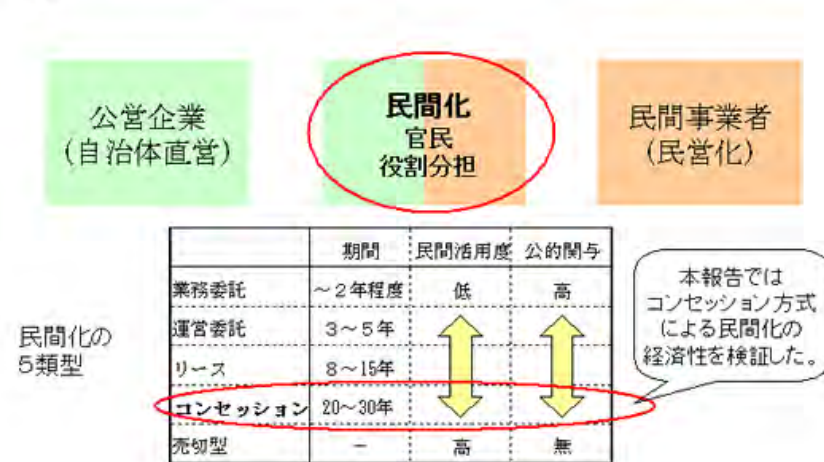 公営企業
(自治体直営)
民間化
官民
役割分担
民間事業者
(民営化)
民間化の
5類型
期間 民間活用度 公的関与
業務委託 ~2年程度 低 高
運営委託 3~5年
リース 8~15年
コンセッション 20~30年
売切型 - 高 無
本報告では
コンセッション方式
による民間化の
経済性を検証した。